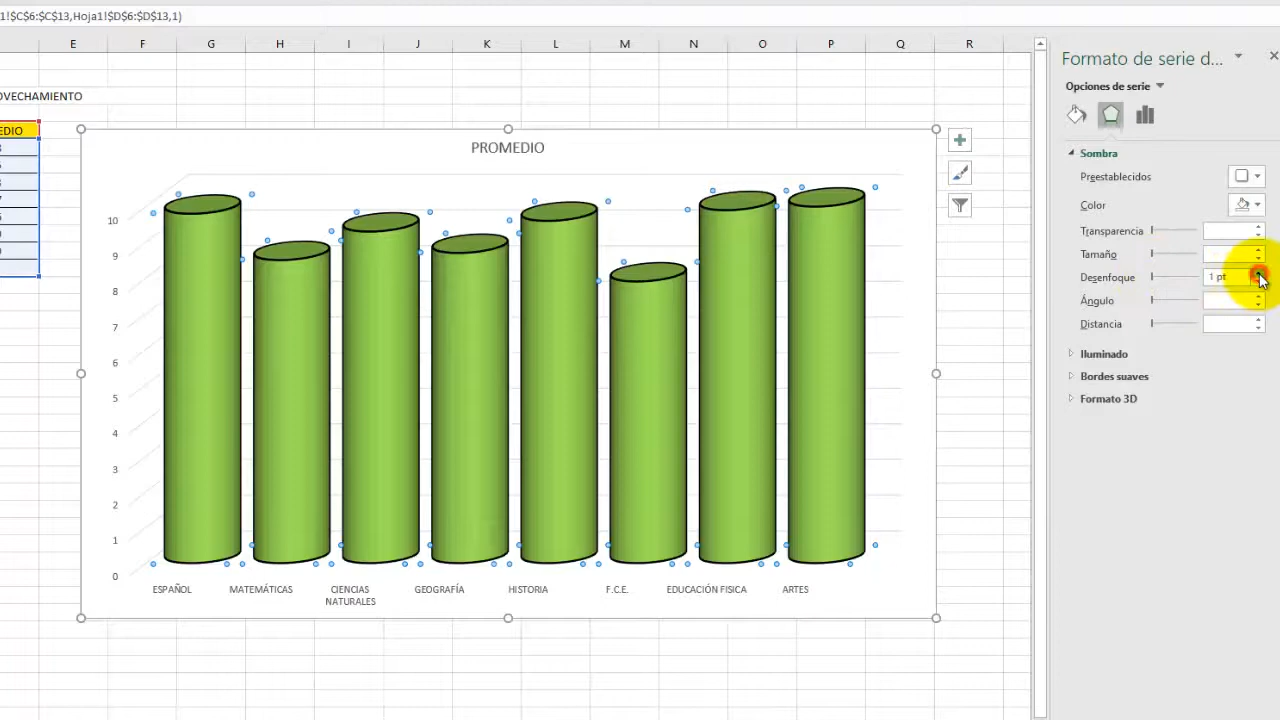 1!$C$6:$C$13,Hoja1!$D$6:$D$13,1)
E F G H I J K L M N O P Q R
OVECHAMIENTO
EDIO
PROMEDIO
10
9
8
7
6
5
4
3
2
1
0
ESPAÑOL MATEMÁTICAS CIENCIAS NATURALES GEOGRAFÍA HISTORIA F.C.E. EDUCACIÓN FISICA ARTES
Formato de serie d...
Opciones de serie
Sombra
Preestablecidos
Color
Transparencia
Tamaño
Desenfoque 1 pt
Ángulo
Distancia
Iluminado
Bordes suaves
Formato 3D